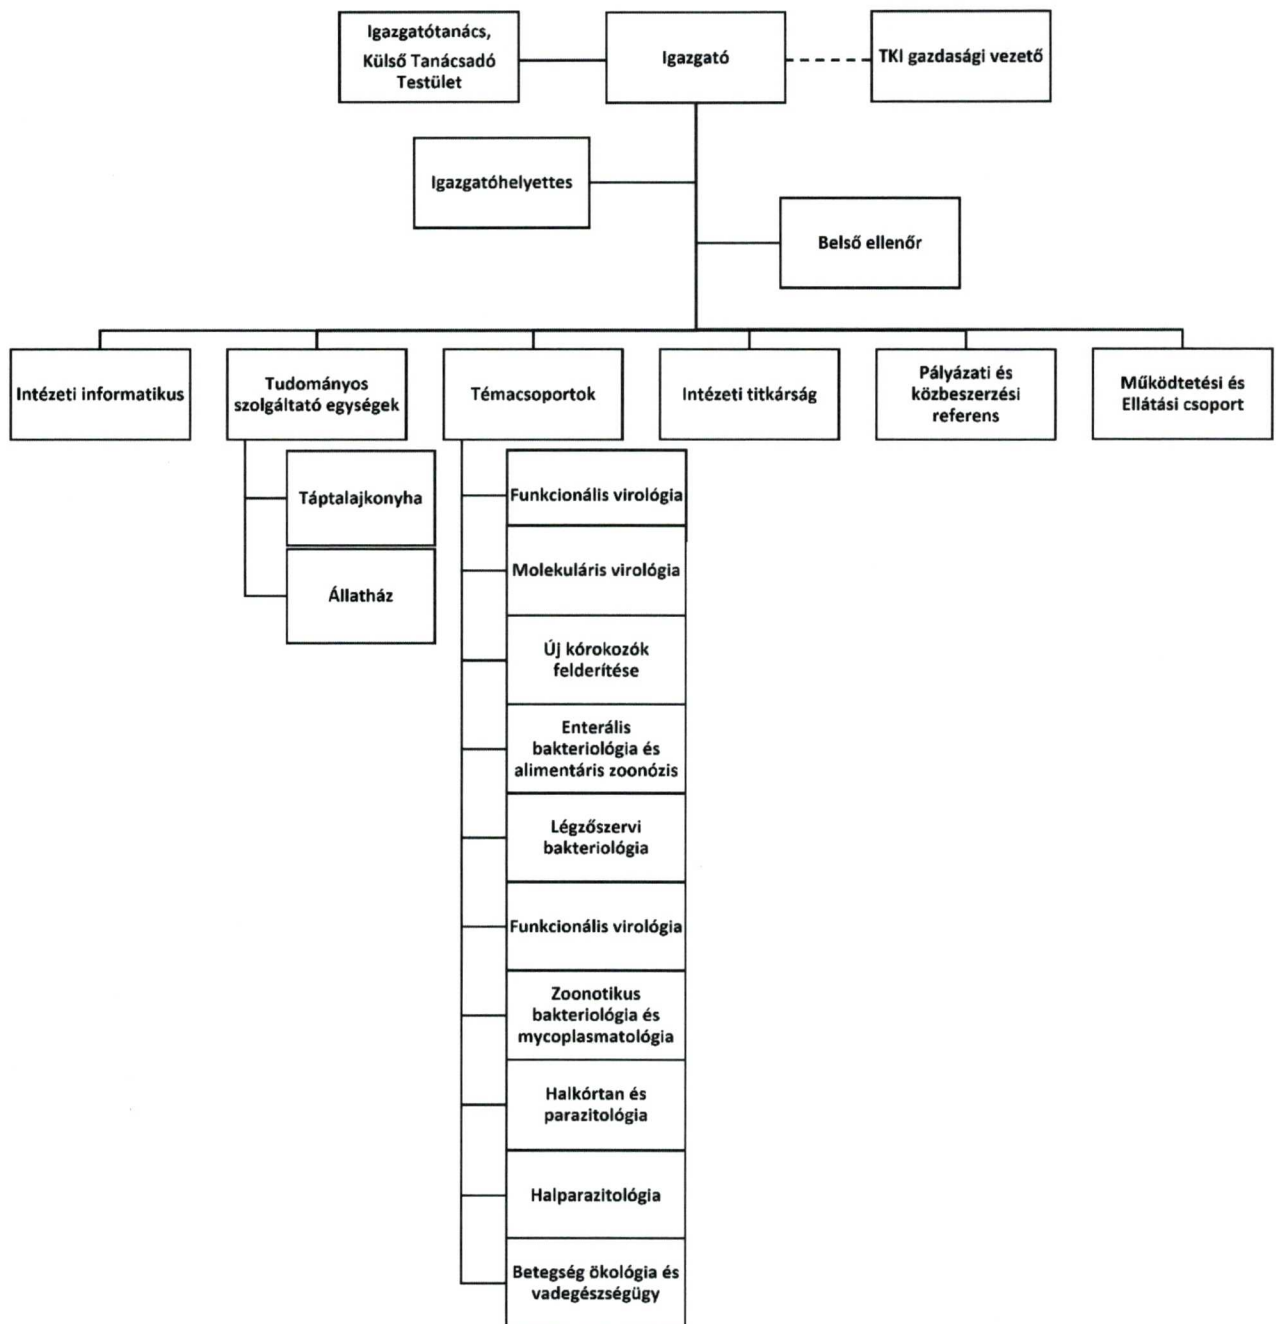 Igazgatótanács,
Külső Tanácsadó
Testület
Igazgató
TKI gazdasági vezető
Igazgatóhelyettes
Belső ellenőr
Intézeti informatikus
Tudományos
szolgáltató egységek
Témacsoportok
Intézeti titkárság
Pályázati és
közbeszerzési
referens
Működtetési és
Ellátási csoport
Táptalajkonyha
Állatház
Funkcionális virológia
Molekuláris virológia
Új kórokozók
felderítése
Enterális
bakteriológia és
alimentáris zoonózis
Légzőszervi
bakteriológia
Funkcionális virológia
Zoonotikus
bakteriológia és
mycoplasmatológia
Halkórtan és
parazitológia
Halparazitológia
Betegség ökológia és
vadegészségügy